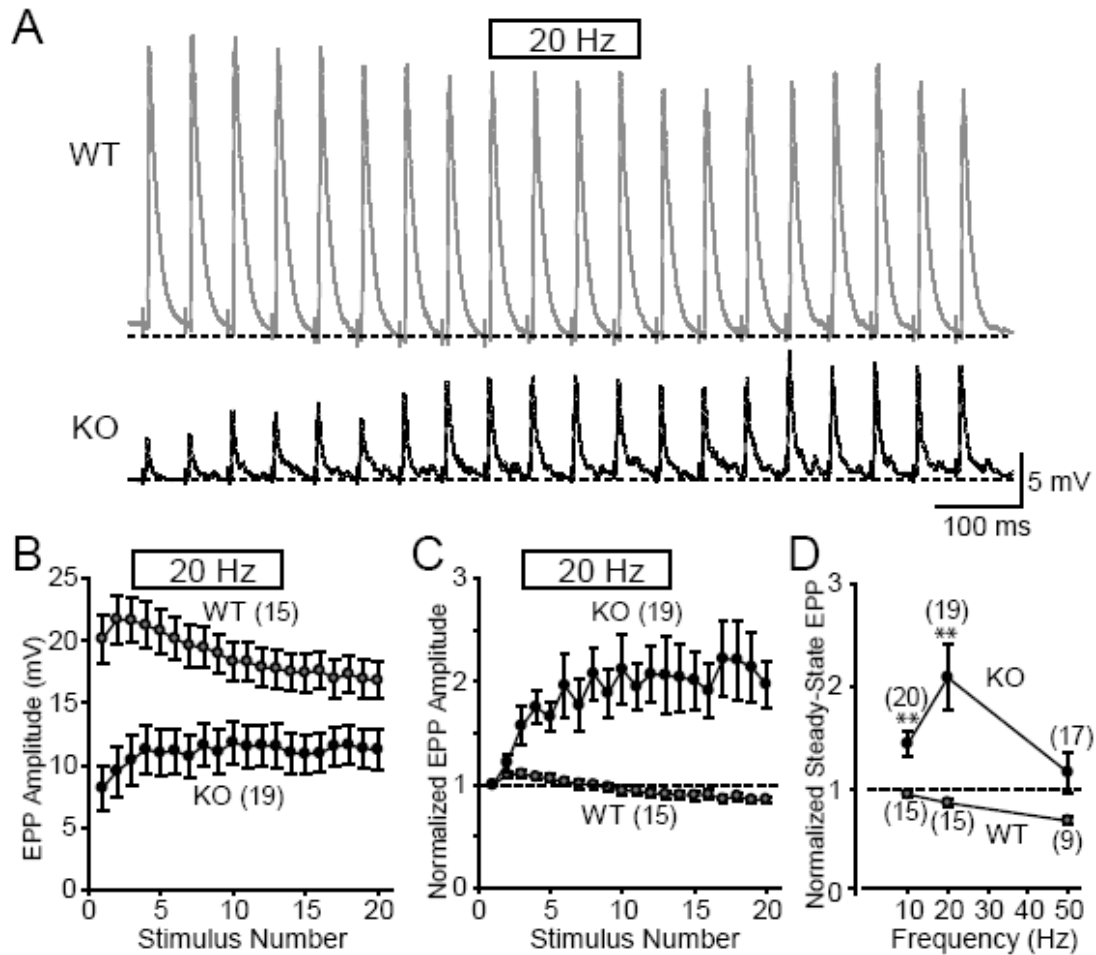 A
20 Hz
WT
KO
5 mV
100 ms
B
20 Hz
EPP Amplitude (mV)
25
20
15
10
5
0
WT (15)
KO (19)
0 5 10 15 20
Stimulus Number
C
20 Hz
Normalized EPP Amplitude
3
2
1
0
KO (19)
WT (15)
0 5 10 15 20
Stimulus Number
D
Normalized Steady-State EPP
3
2
1
0
(19)
**
(20)
**
KO
(17)
(15)
(15)
WT
(9)
10 20 30 40 50
Frequency (Hz)